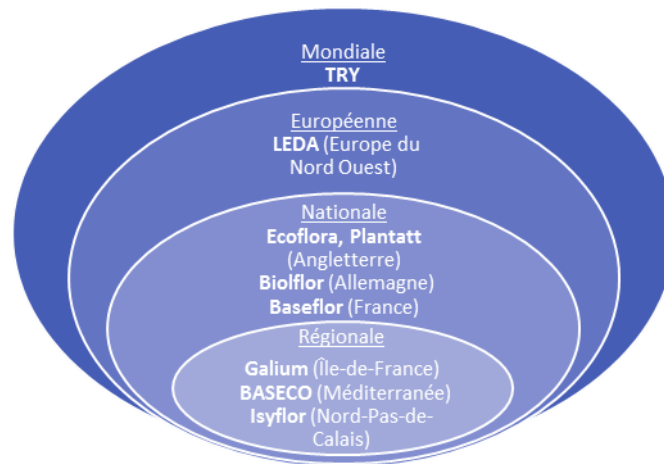 Mondiale
TRY
Européenne
LEDA (Europe du
Nord Ouest)
Nationale
Ecoflora, Plantatt
(Angletterre)
Biolflor (Allemagne)
Baseflor (France)
Régionale
Galium (Île-de-France)
BASECO (Méditerranée)
Isyflor (Nord-Pas-de-
Calais)